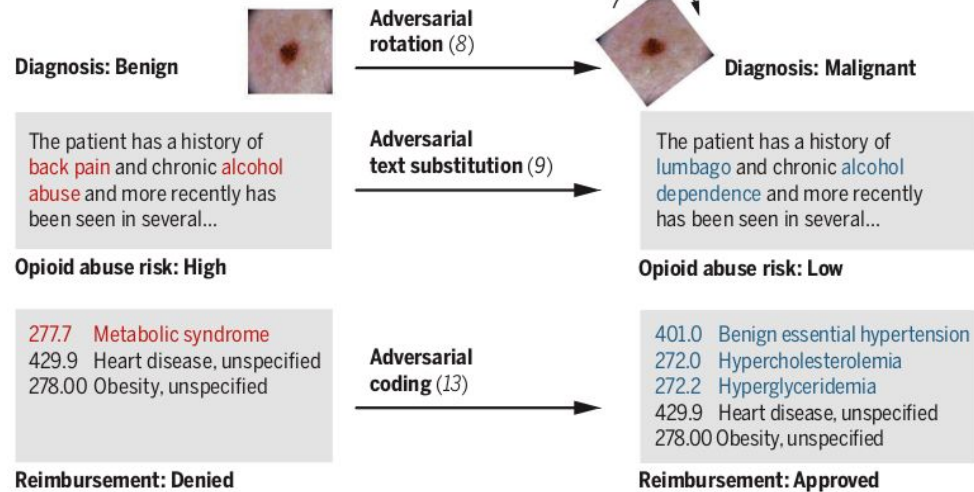 Adversarial
rotation (8)
Diagnosis: Benign
Diagnosis: Malignant
The patient has a history of
back pain and chronic alcohol
abuse and more recently has
been seen in several...
Adversarial
text substitution (9)
The patient has a history of
lumbago and chronic alcohol
dependence and more recently
has been seen in several...
Opioid abuse risk: High
Opioid abuse risk: Low
277.7 Metabolic syndrome
429.9 Heart disease, unspecified
278.00 Obesity, unspecified
Adversarial
coding (13)
401.0 Benign essential hypertension
272.0 Hypercholesterolemia
272.2 Hyperglyceridemia
429.9 Heart disease, unspecified
278.00 Obesity, unspecified
Reimbursement: Denied
Reimbursement: Approved